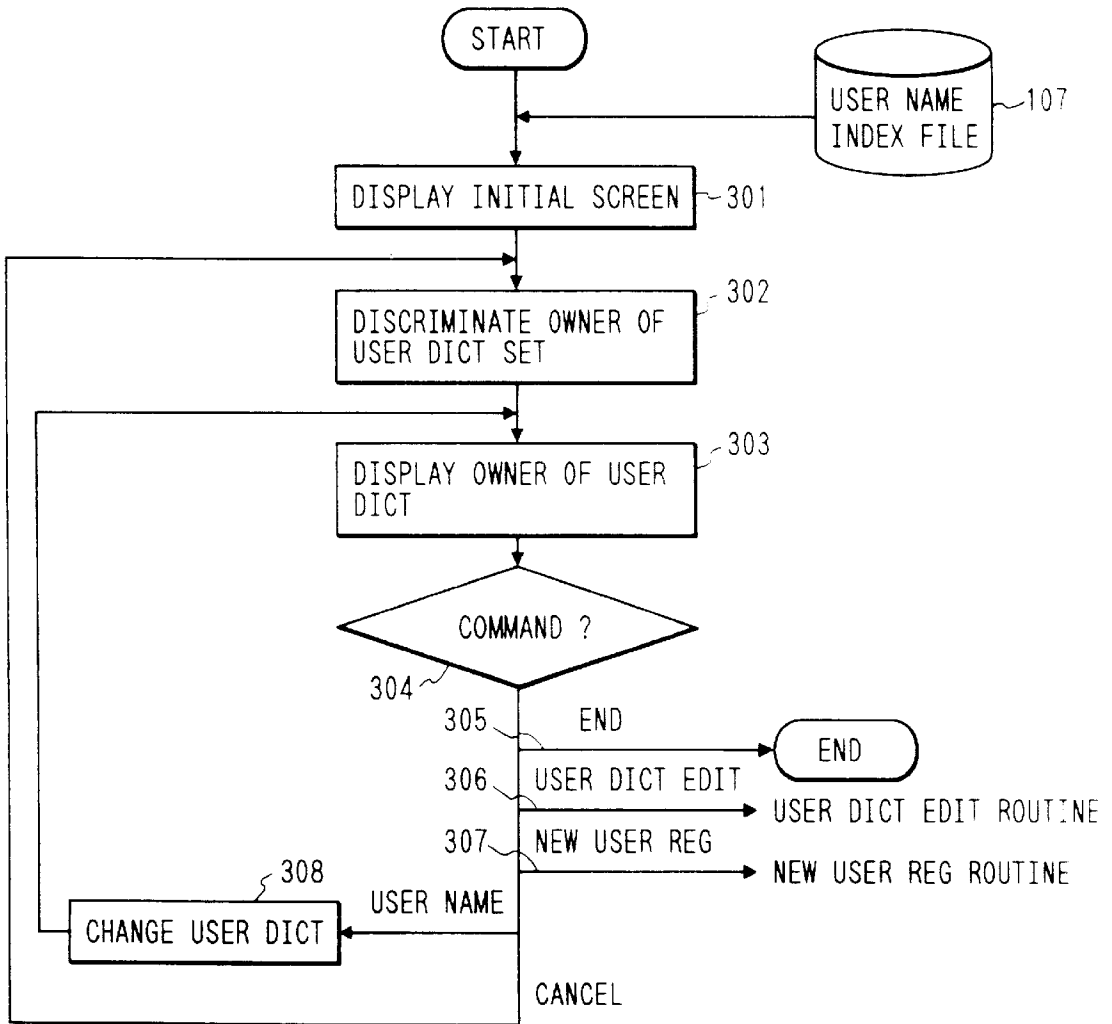 START
USER NAME
INDEX FILE
107
DISPLAY INITIAL SCREEN
301
302
DISCRIMINATE OWNER OF
USER DICT SET
303
DISPLAY OWNER OF USER
DICT
COMMAND ?
304
305
END
END
306
USER DICT EDIT
USER DICT EDIT ROUTINE
307
NEW USER REG
NEW USER REG ROUTINE
308
USER NAME
CHANGE USER DICT
CANCEL